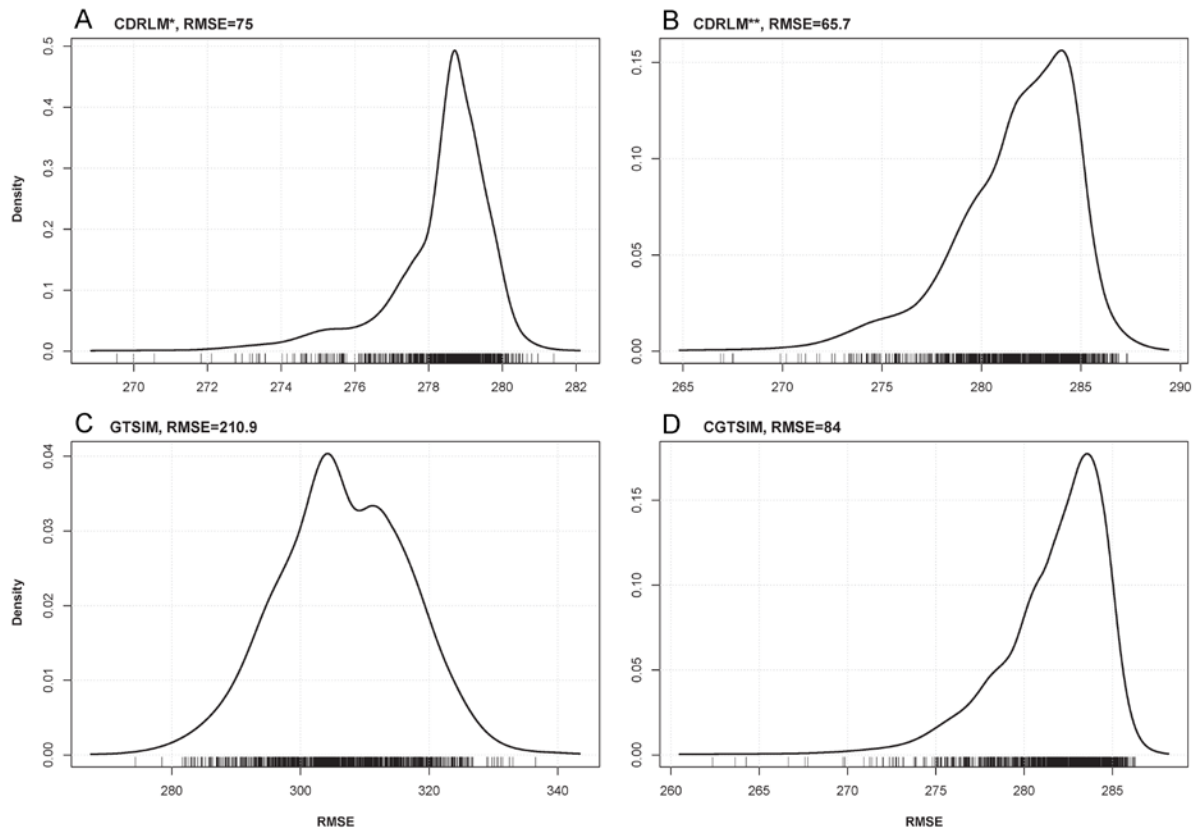 A CDRLM*, RMSE=75
B CDRLM**, RMSE=65.7
Density
0.0 0.1 0.2 0.3 0.4 0.5
270 272 274 276 278 280 282
0.00 0.05 0.10 0.15
265 270 275 280 285 290
C GTSIM, RMSE=210.9
D CGTSIM, RMSE=84
Density
0.00 0.01 0.02 0.03 0.04
280 300 320 340
RMSE
0.00 0.05 0.10 0.15
260 265 270 275 280 285
RMSE